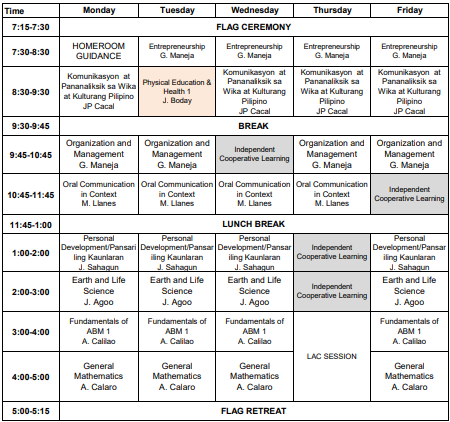 Time Monday Tuesday Wednesday Thursday Friday
7:15-7:30 FLAG CEREMONY
7:30-8:30
HOMEROOM
GUIDANCE
Entrepreneurship
G. Maneja
Entrepreneurship
G. Maneja
Entrepreneurship
G. Maneja
Entrepreneurship
G. Maneja
8:30-9:30
Komunikasyon at
Pananaliksik sa Wika
at Kulturang Pilipino
JP Cacal
Physical Education &
Health 1
J. Boday
Komunikasyon at
Pananaliksik sa
Wika at Kulturang
Pilipino
JP Cacal
Komunikasyon at
Pananaliksik sa
Wika at Kulturang
Pilipino
JP Cacal
Komunikasyon at
Pananaliksik sa
Wika at Kulturang
Pilipino
JP Cacal
9:30-9:45 BREAK
9:45-10:45
Organization and
Management
G. Maneja
Organization and
Management
G. Maneja
Independent
Cooperative Learning
Organization and
Management
G. Maneja
Organization and
Management
G. Maneja
10:45-11:45
Oral Communication
in Context
M. Llanes
Oral Communication
in Context
M. Llanes
Oral Communication
in Context
M. Llanes
Oral Communication
in Context
M. Llanes
Independent
Cooperative Learning
11:45-1:00 LUNCH BREAK
1:00-2:00
Personal
Development/Pansari
iling Kaunlaran
J. Sahagun
Personal
Development/Pansar
iling Kaunlaran
J. Sahagun
Personal
Development/Pansar
iling Kaunlaran
J. Sahagun
Independent
Cooperative Learning
Personal
Development/Pansar
iling Kaunlaran
J. Sahagun
2:00-3:00
Earth and Life
Science
J. Agoo
Earth and Life
Science
J. Agoo
Earth and Life
Science
J. Agoo
Independent
Cooperative Learning
Earth and Life
Science
J. Agoo
3:00-4:00
Fundamentals of
ABM 1
A. Calilao
Fundamentals of
ABM 1
A. Calilao
Fundamentals of
ABM 1
A. Calilao
LAC SESSION
Fundamentals of
ABM 1
A. Calilao
4:00-5:00
General
Mathematics
A. Calaro
General
Mathematics
A. Calaro
General
Mathematics
A. Calaro
General
Mathematics
A. Calaro
5:00-5:15 FLAG RETREAT